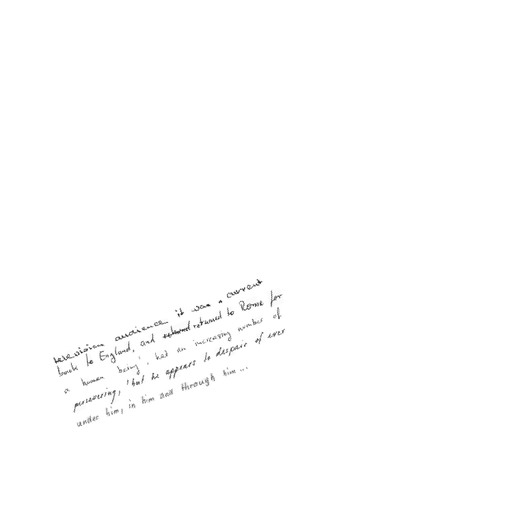 television audience it was a current
back to England, and returned to Rome for
a human being', but an increasing number of
possessing, 'but he appears to despair of ever
under him, in him and through him...